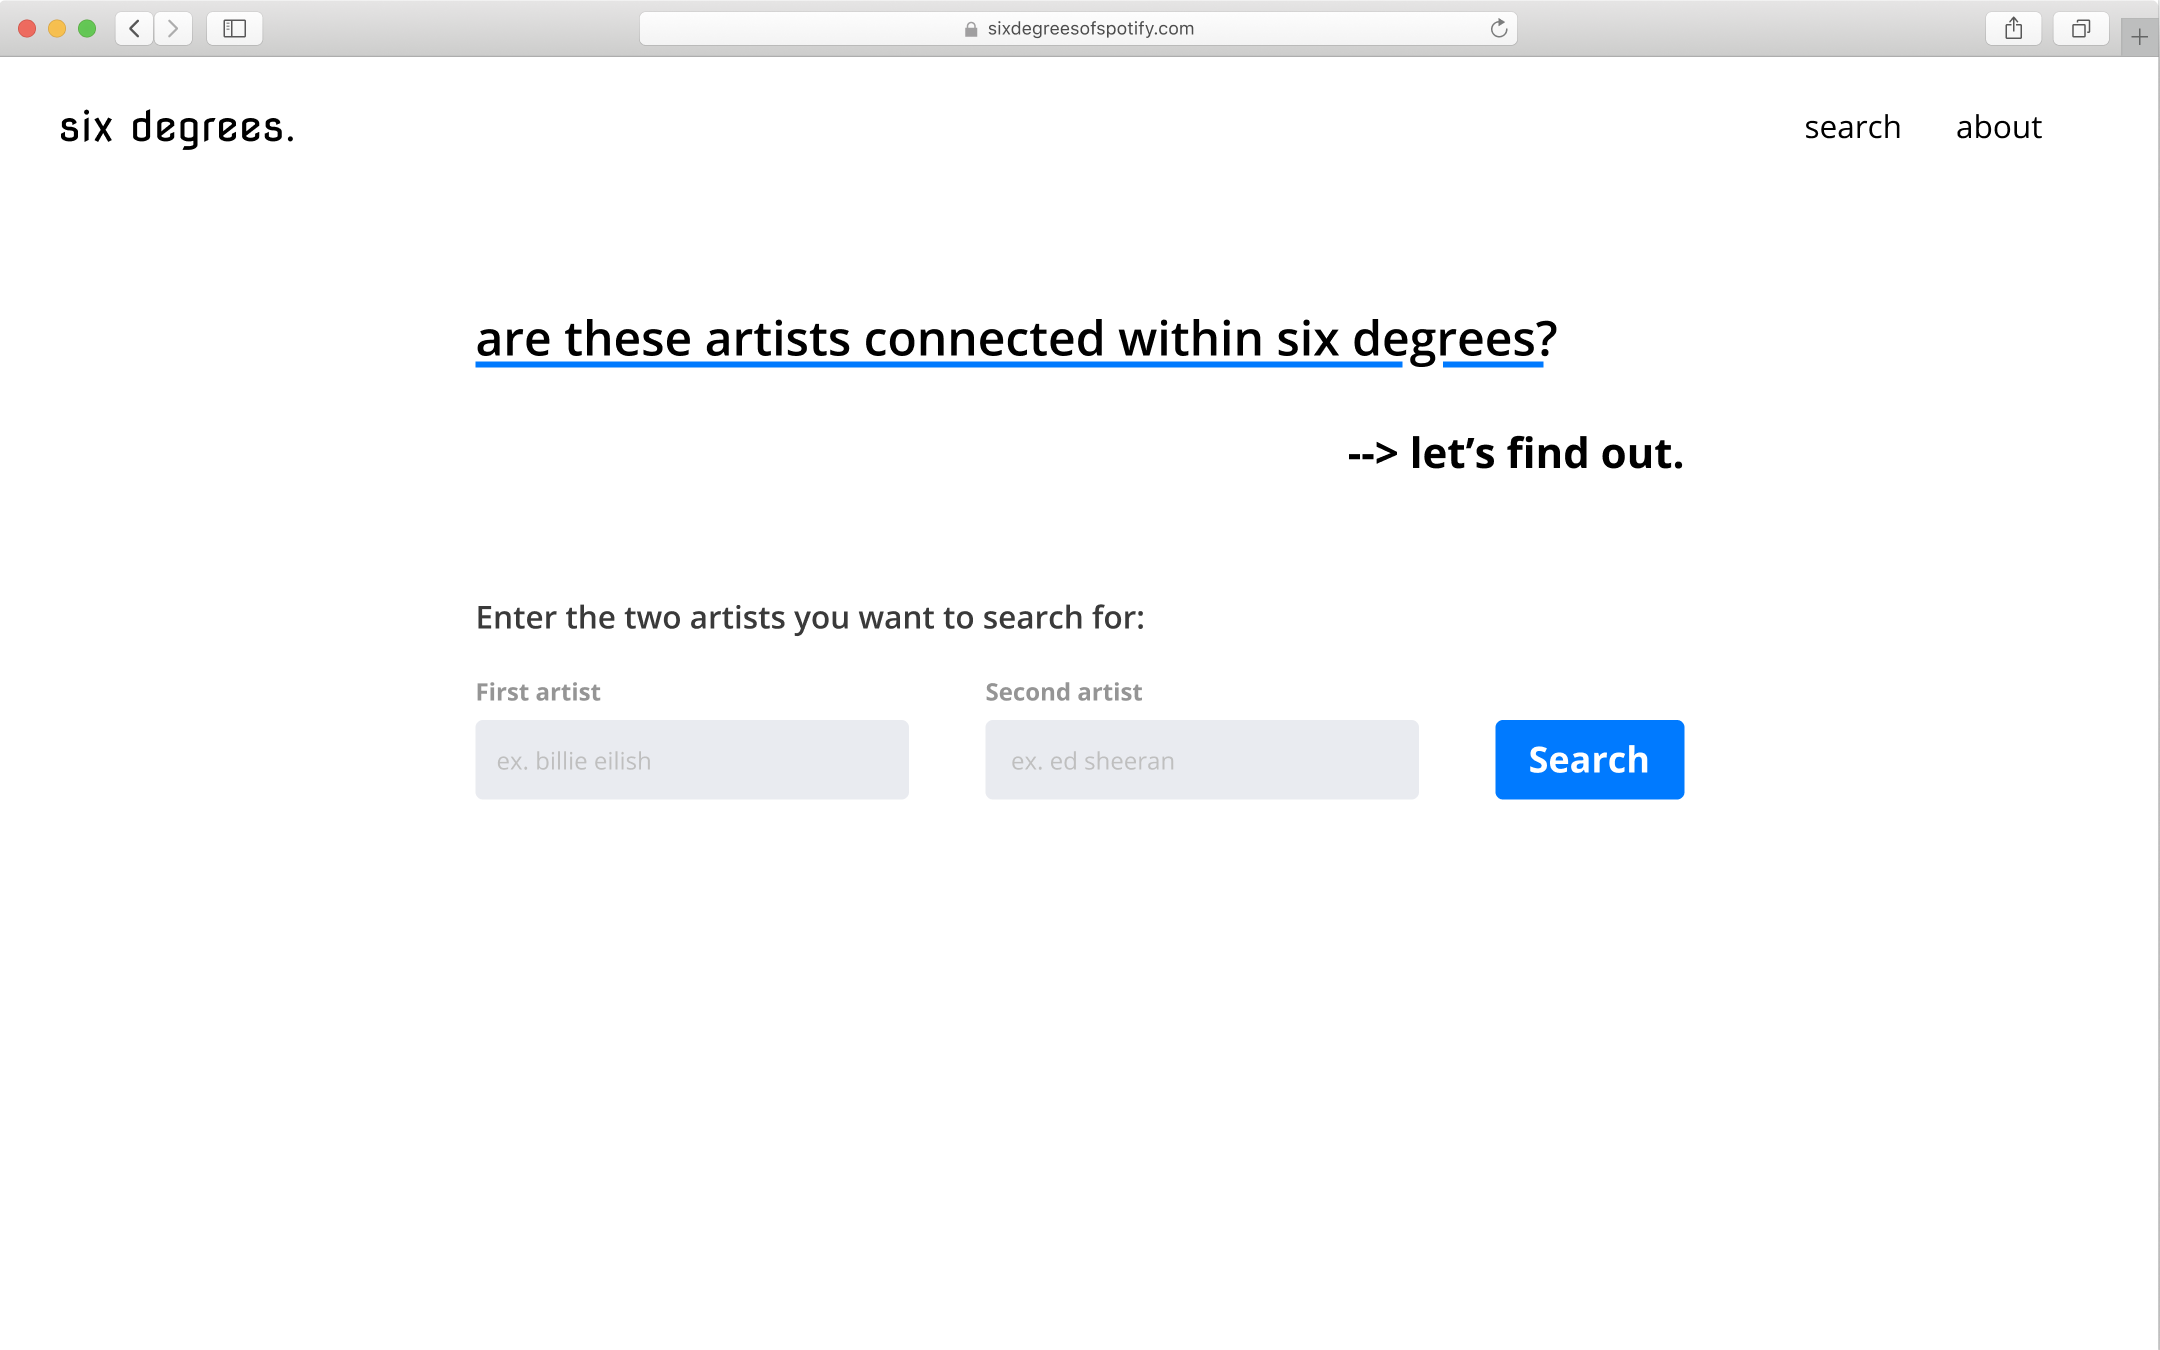 sixdegreesofspotify.com
six degrees.
search about
are these artists connected within six degrees?
--> let’s find out.
Enter the two artists you want to search for:
First artist Second artist
ex. billie eilish ex. ed sheeran Search